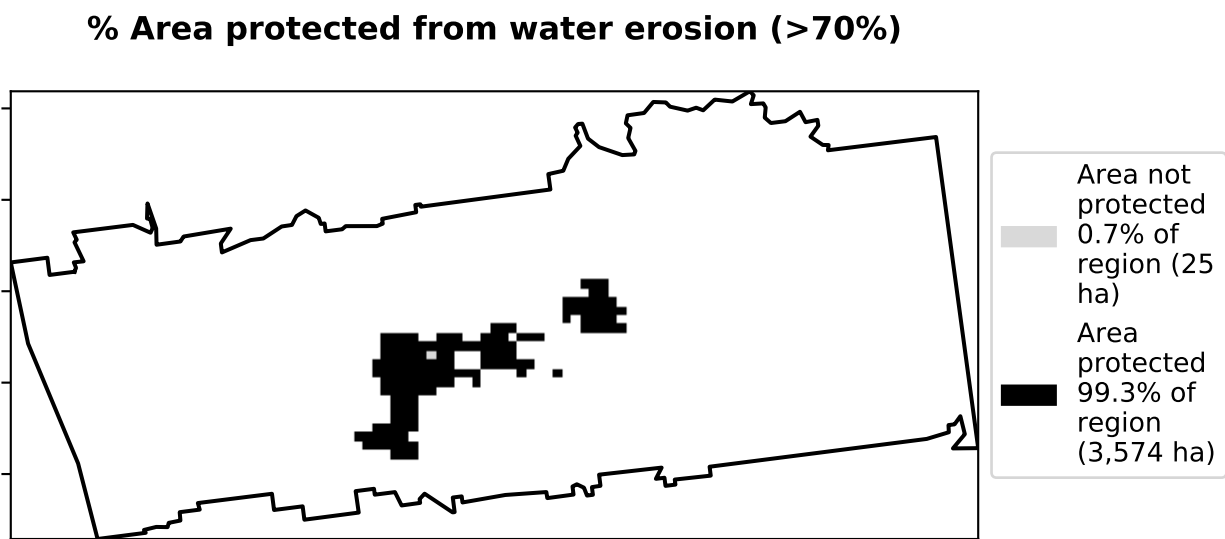 % Area protected from water erosion (>70%)
Area not
protected
0.7% of
region (25
ha)
Area
protected
99.3% of
region
(3,574 ha)